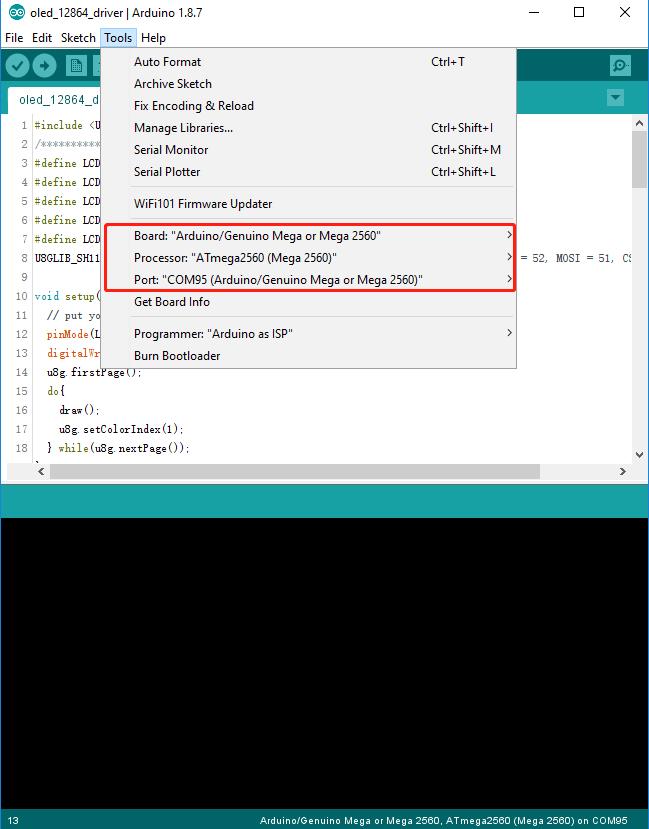 oled_12864_driver | Arduino 1.8.7
File Edit Sketch Tools Help
Auto Format Ctrl+T
Archive Sketch
Fix Encoding & Reload
Manage Libraries... Ctrl+Shift+I
Serial Monitor Ctrl+Shift+M
Serial Plotter Ctrl+Shift+L
WiFi101 Firmware Updater
Board: "Arduino/Genuino Mega or Mega 2560"
Processor: "ATmega2560 (Mega 2560)"
Port: "COM95 (Arduino/Genuino Mega or Mega 2560)"
Get Board Info
Programmer: "Arduino as ISP"
Burn Bootloader
oled_12864_d
1 #include <U
2 /**********
3 #define LCD
4 #define LCD
5 #define LCD
6 #define LCD
7 #define LCD
8 U8GLIB_SH11 = 52, MOSI = 51, CS
9
10 void setup(
11 // put yo
12 pinMode(L
13 digitalWr
14 u8g.firstPage();
15 do{
16 draw();
17 u8g.setColorIndex(1);
18 } while(u8g.nextPage());
13 Arduino/Genuino Mega or Mega 2560, ATmega2560 (Mega 2560) on COM95